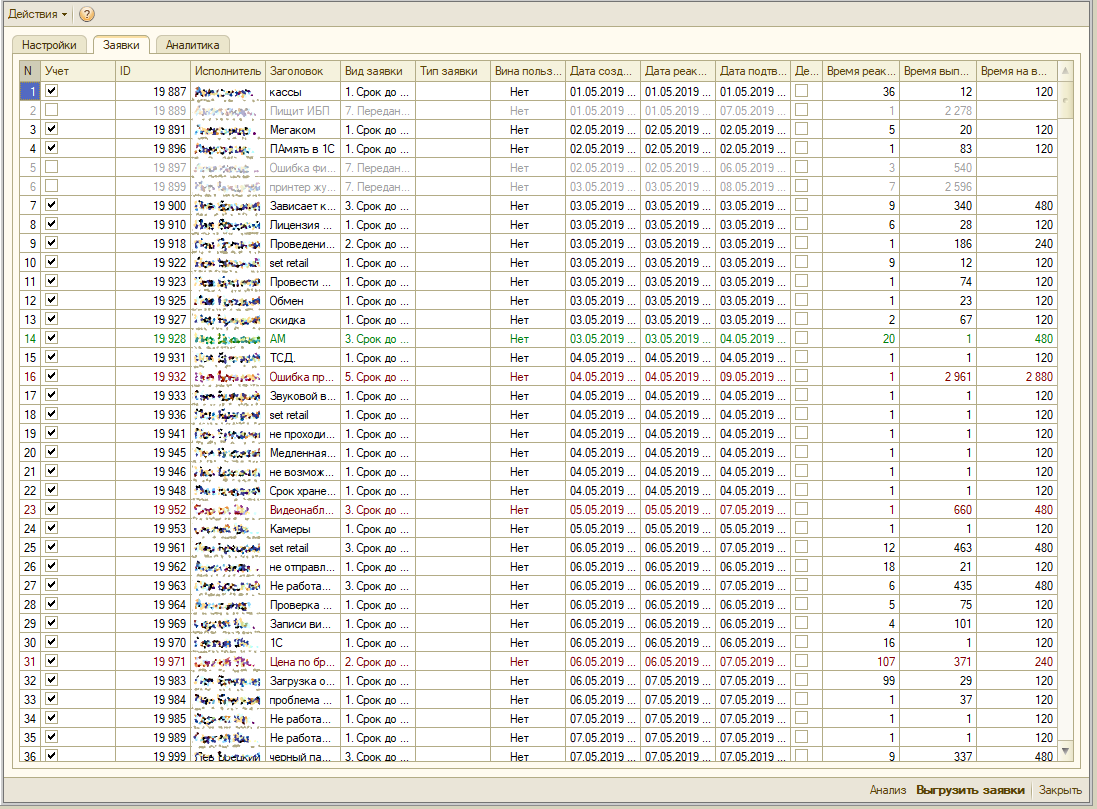 Действия ?
Настройки Заявки Аналитика
N Учет ID Исполнитель Заголовок Вид заявки Тип заявки Вина польз... Дата созд... Дата реак... Дата подтв... Де... Время реак... Время вып... Время на в...
1 19 887 кассы 1. Срок до ... Нет 01.05.2019 ... 01.05.2019 ... 01.05.2019 ... 36 12 120
2 19 889 Пищит ИБП 7. Передан... Нет 01.05.2019 ... 01.05.2019 ... 07.05.2019 ... 1 2 278
3 19 891 Мегаком 1. Срок до ... Нет 02.05.2019 ... 02.05.2019 ... 02.05.2019 ... 5 20 120
4 19 896 ПАмять в 1С 1. Срок до ... Нет 02.05.2019 ... 02.05.2019 ... 02.05.2019 ... 1 83 120
5 19 897 Ошибка фи... 7. Передан... Нет 02.05.2019 ... 02.05.2019 ... 06.05.2019 ... 3 540
6 19 899 принтер жу... 7. Передан... Нет 03.05.2019 ... 03.05.2019 ... 08.05.2019 ... 7 2 596
7 19 900 Зависает к... 3. Срок до ... Нет 03.05.2019 ... 03.05.2019 ... 03.05.2019 ... 9 340 480
8 19 910 Лицензия ... 1. Срок до ... Нет 03.05.2019 ... 03.05.2019 ... 03.05.2019 ... 6 28 120
9 19 918 Проведени... 2. Срок до ... Нет 03.05.2019 ... 03.05.2019 ... 03.05.2019 ... 1 186 240
10 19 922 set retail 1. Срок до ... Нет 03.05.2019 ... 03.05.2019 ... 03.05.2019 ... 9 12 120
11 19 923 Провести ... 1. Срок до ... Нет 03.05.2019 ... 03.05.2019 ... 03.05.2019 ... 1 74 120
12 19 925 Обмен 1. Срок до ... Нет 03.05.2019 ... 03.05.2019 ... 03.05.2019 ... 1 23 120
13 19 927 скидка 1. Срок до ... Нет 03.05.2019 ... 03.05.2019 ... 03.05.2019 ... 2 67 120
14 19 928 АМ 3. Срок до ... Нет 03.05.2019 ... 03.05.2019 ... 04.05.2019 ... 20 1 480
15 19 931 ТСД. 1. Срок до ... Нет 04.05.2019 ... 04.05.2019 ... 04.05.2019 ... 1 1 120
16 19 932 Ошибка пр... 5. Срок до ... Нет 04.05.2019 ... 04.05.2019 ... 09.05.2019 ... 1 2 961 2 880
17 19 933 Звуковой в... 1. Срок до ... Нет 04.05.2019 ... 04.05.2019 ... 04.05.2019 ... 1 1 120
18 19 936 set retail 1. Срок до ... Нет 04.05.2019 ... 04.05.2019 ... 04.05.2019 ... 1 1 120
19 19 941 не проходи... 1. Срок до ... Нет 04.05.2019 ... 04.05.2019 ... 04.05.2019 ... 1 1 120
20 19 945 Медленная... 1. Срок до ... Нет 04.05.2019 ... 04.05.2019 ... 04.05.2019 ... 1 1 120
21 19 946 не возмож... 1. Срок до ... Нет 04.05.2019 ... 04.05.2019 ... 04.05.2019 ... 1 1 120
22 19 948 Срок хране... 1. Срок до ... Нет 04.05.2019 ... 04.05.2019 ... 04.05.2019 ... 1 1 120
23 19 952 Видеонабл... 3. Срок до ... Нет 05.05.2019 ... 05.05.2019 ... 07.05.2019 ... 1 660 480
24 19 953 Камеры 1. Срок до ... Нет 05.05.2019 ... 05.05.2019 ... 05.05.2019 ... 1 1 120
25 19 961 set retail 3. Срок до ... Нет 06.05.2019 ... 06.05.2019 ... 07.05.2019 ... 12 463 480
26 19 962 не отправл... 1. Срок до ... Нет 06.05.2019 ... 06.05.2019 ... 06.05.2019 ... 18 21 120
27 19 963 Не работа... 3. Срок до ... Нет 06.05.2019 ... 06.05.2019 ... 07.05.2019 ... 6 435 480
28 19 964 Проверка ... 1. Срок до ... Нет 06.05.2019 ... 06.05.2019 ... 06.05.2019 ... 5 75 120
29 19 969 Записи ви... 1. Срок до ... Нет 06.05.2019 ... 06.05.2019 ... 06.05.2019 ... 4 101 120
30 19 970 1С 1. Срок до ... Нет 06.05.2019 ... 06.05.2019 ... 06.05.2019 ... 16 1 120
31 19 971 Цена по бр... 2. Срок до ... Нет 06.05.2019 ... 06.05.2019 ... 07.05.2019 ... 107 371 240
32 19 983 Загрузка о... 1. Срок до ... Нет 06.05.2019 ... 07.05.2019 ... 07.05.2019 ... 99 29 120
33 19 984 проблема ... 1. Срок до ... Нет 06.05.2019 ... 07.05.2019 ... 07.05.2019 ... 1 37 120
34 19 985 Не работа... 1. Срок до ... Нет 07.05.2019 ... 07.05.2019 ... 07.05.2019 ... 1 1 120
35 19 989 Не работа... 1. Срок до ... Нет 07.05.2019 ... 07.05.2019 ... 07.05.2019 ... 1 1 120
36 19 999 черный па... 3. Срок до ... Нет 07.05.2019 ... 07.05.2019 ... 07.05.2019 ... 9 337 480
Анализ Выгрузить заявки Закрыть